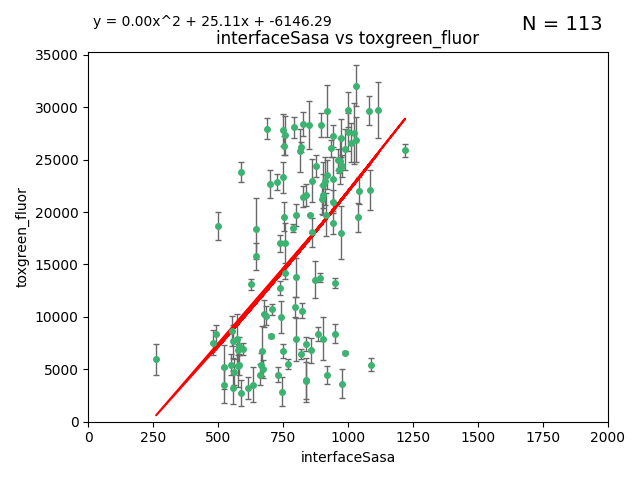 y = 0.00x^2 + 25.11x + -6146.29
N = 113
interfaceSasa vs toxgreen_fluor
35000
30000
25000
20000
15000
10000
5000
0
toxgreen_fluor
0 250 500 750 1000 1250 1500 1750 2000
interfaceSasa